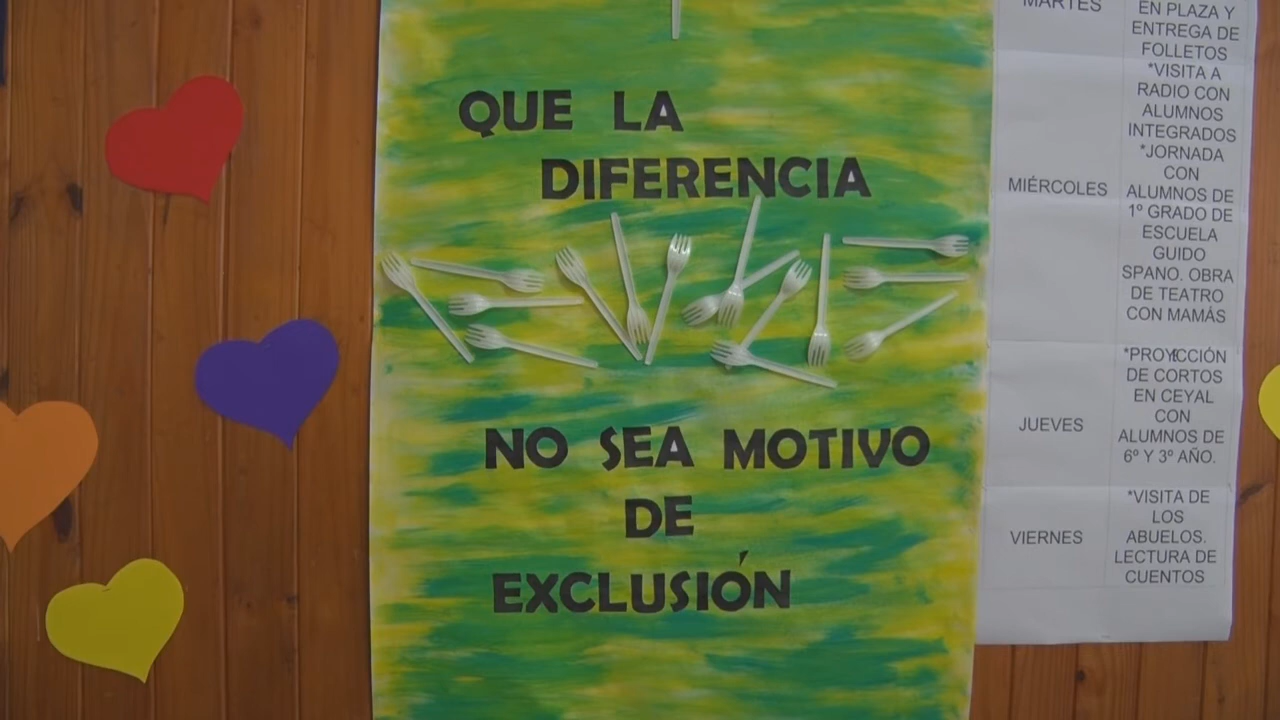 QUE LA
DIFERENCIA
NO SEA MOTIVO
DE
EXCLUSIÓN
MARTES
EN PLAZA Y
ENTREGA DE
FOLLETOS
MIÉRCOLES
*VISITA A
RADIO CON
ALUMNOS
INTEGRADOS
*JORNADA
CON
ALUMNOS DE
1º GRADO DE
ESCUELA
GUIDO
SPANO. OBRA
DE TEATRO
CON MAMÁS
JUEVES
*PROYECCIÓN
DE CORTOS
EN CEYAL
CON
ALUMNOS DE
6º Y 3º AÑO.
VIERNES
*VISITA DE
LOS
ABUELOS.
LECTURA DE
CUENTOS